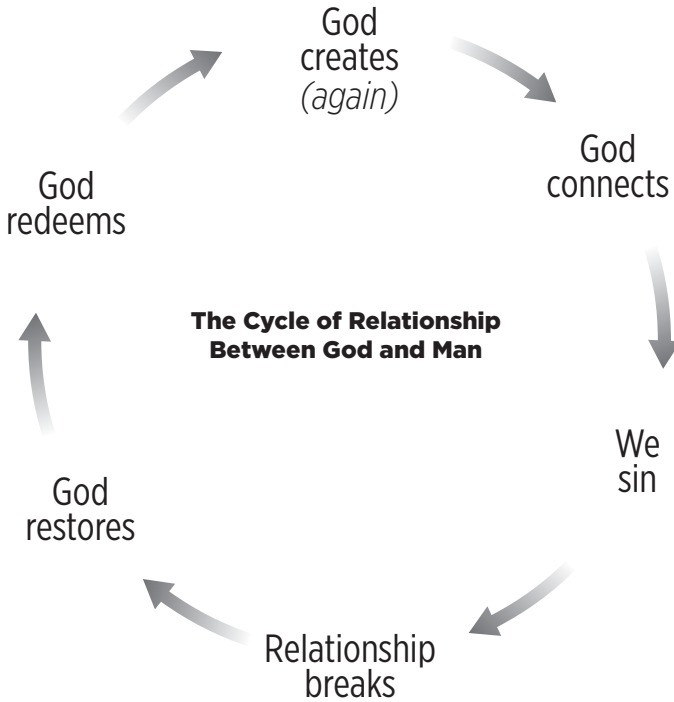 God
creates
(again)
God
connects
We
sin
Relationship
breaks
God
restores
God
redeems
The Cycle of Relationship
Between God and Man